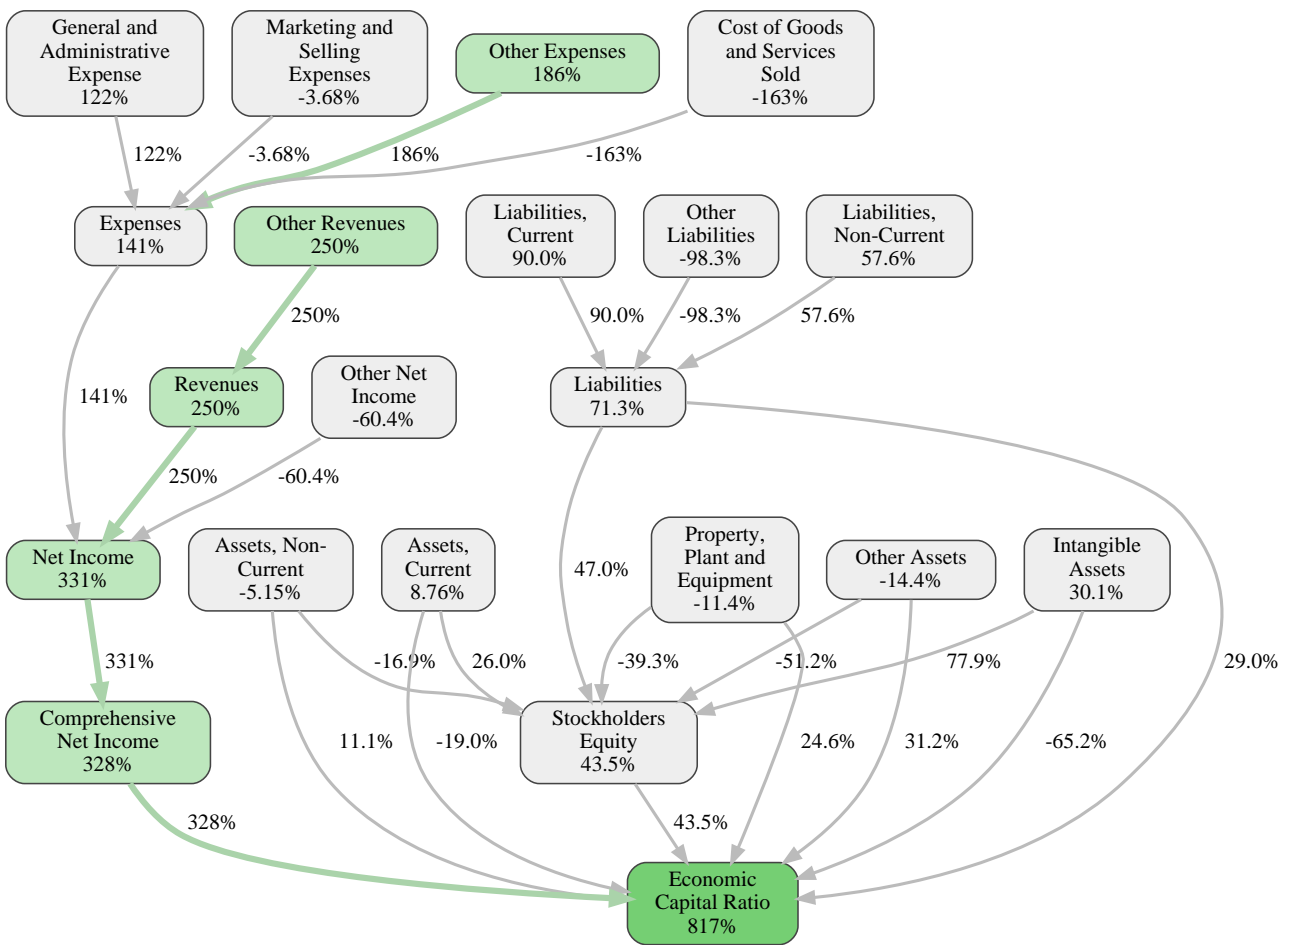 General and
Administrative
Expense
122%
Marketing and
Selling
Expenses
-3.68%
Other Expenses
186%
Cost of Goods
and Services
Sold
-163%
122%
-3.68%
186%
-163%
Expenses
141%
Other Revenues
250%
Liabilities,
Current
90.0%
Other
Liabilities
-98.3%
Liabilities,
Non-Current
57.6%
250%
90.0%
-98.3%
57.6%
141%
Revenues
250%
Other Net
Income
-60.4%
Liabilities
71.3%
250%
-60.4%
Net Income
331%
Assets, Non-
Current
-5.15%
Assets,
Current
8.76%
47.0%
Property,
Plant and
Equipment
-11.4%
Other Assets
-14.4%
Intangible
Assets
30.1%
331%
-16.9%
26.0%
-39.3%
-51.2%
77.9%
29.0%
Comprehensive
Net Income
328%
11.1%
-19.0%
Stockholders
Equity
43.5%
24.6%
31.2%
-65.2%
328%
43.5%
Economic
Capital Ratio
817%